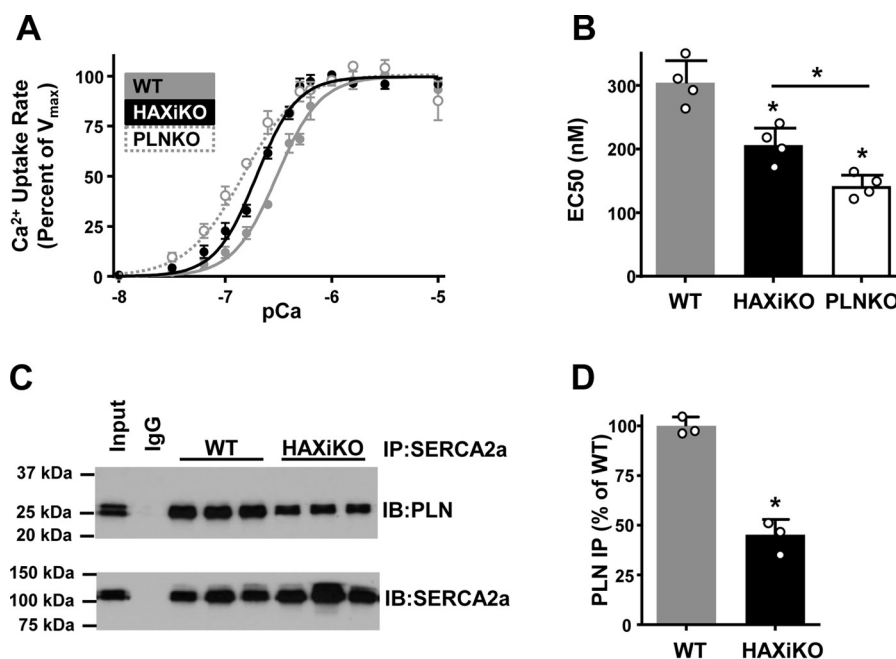 A
Ca²⁺ Uptake Rate
(Percent of Vmax)
100
75
50
25
0
WT
HAXiKO
PLNKO
-8
-7
-6
-5
pCa
B
EC50 (nM)
300
200
100
0
*
*
*
WT
HAXiKO
PLNKO
C
Input
IgG
WT
HAXiKO
IP:SERCA2a
37 kDa
25 kDa
20 kDa
IB:PLN
150 kDa
100 kDa
75 kDa
IB:SERCA2a
D
PLN IP (% of WT)
100
75
50
25
0
*
WT
HAXiKO